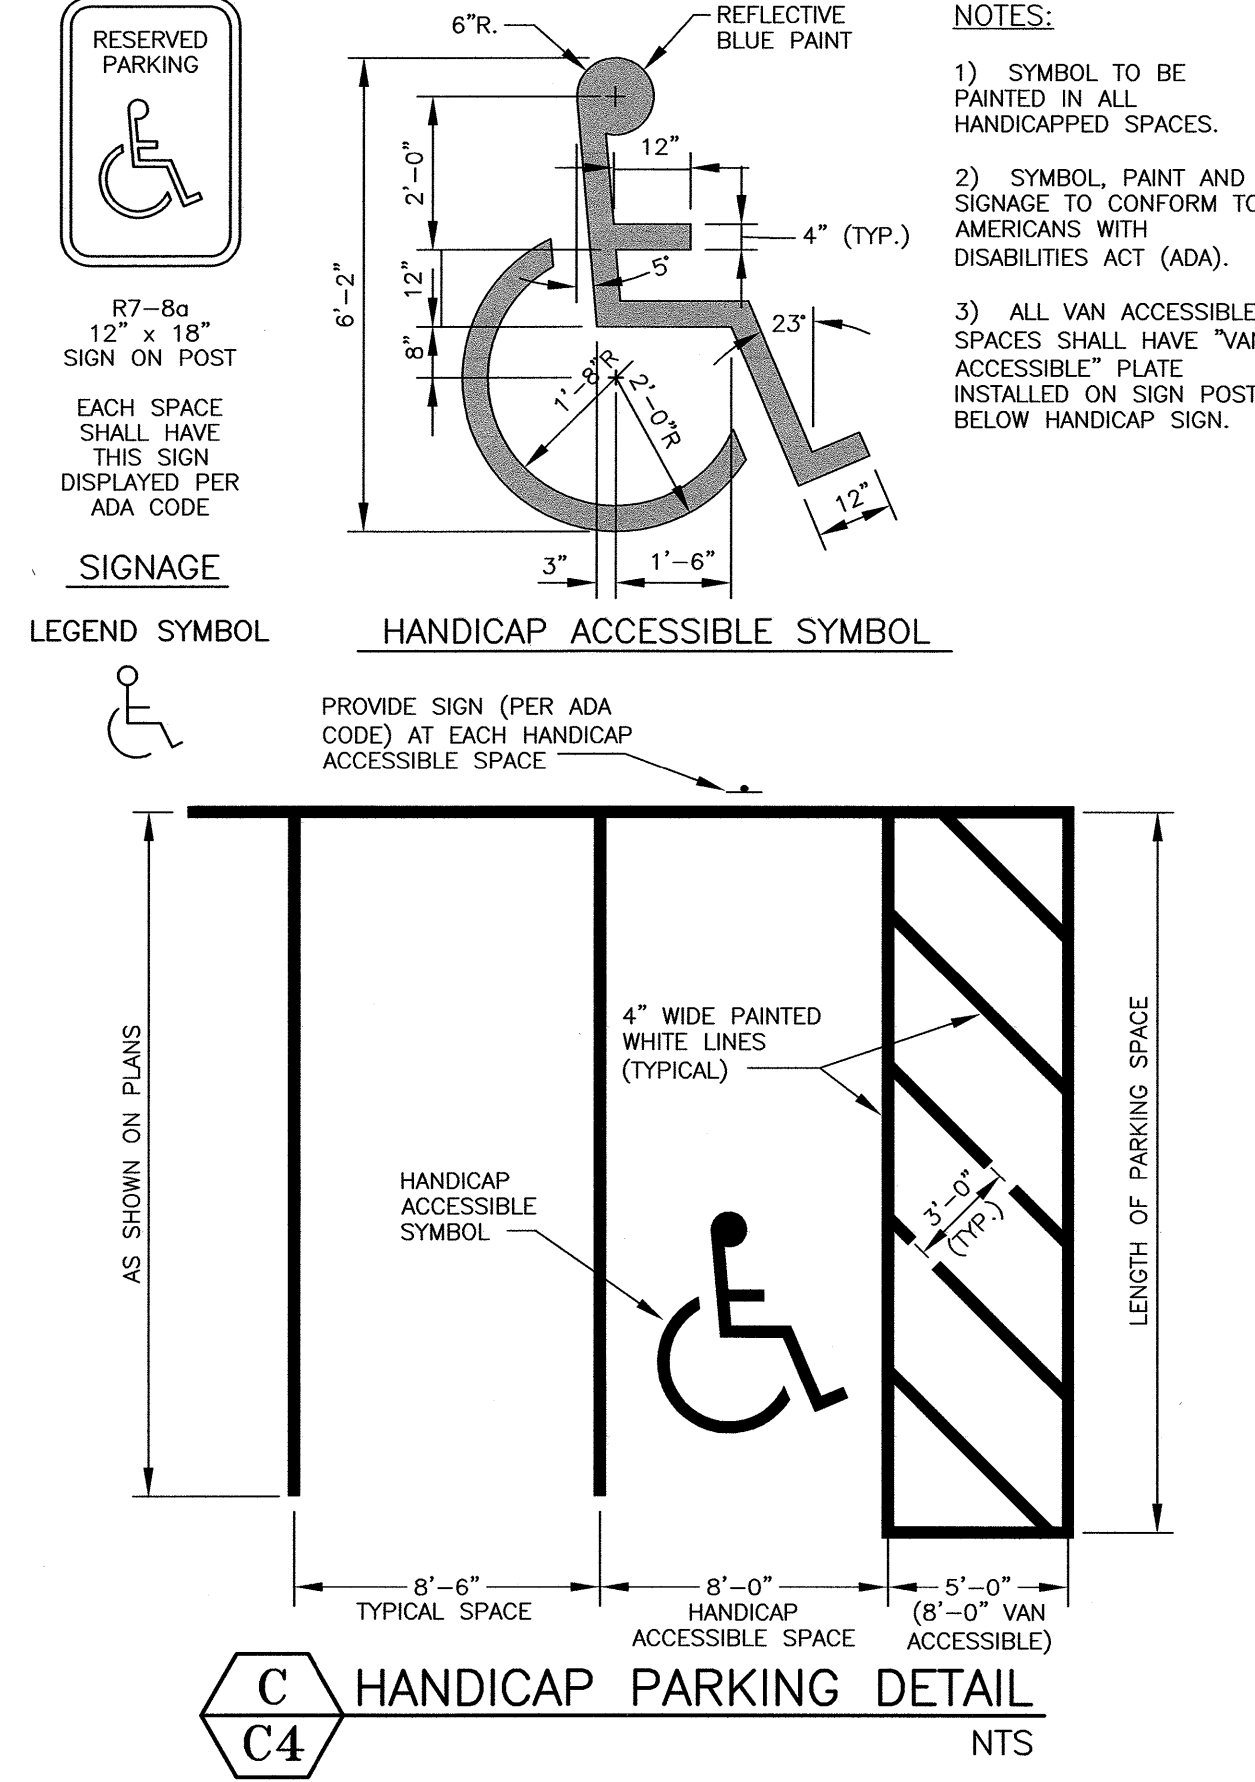 RESERVED
PARKING
R7-8a
12" x 18"
SIGN ON POST
EACH SPACE
SHALL HAVE
THIS SIGN
DISPLAYED PER
ADA CODE
SIGNAGE
LEGEND SYMBOL
6"R.
REFLECTIVE
BLUE PAINT
12"
2'-0"
4" (TYP.)
6'-2"
12"
5°
8"
23°
1'-8"R
2'-0"R
12"
3"
1'-6"
HANDICAP ACCESSIBLE SYMBOL
NOTES:
1) SYMBOL TO BE
PAINTED IN ALL
HANDICAPPED SPACES.
2) SYMBOL, PAINT AND
SIGNAGE TO CONFORM TO
AMERICANS WITH
DISABILITIES ACT (ADA).
3) ALL VAN ACCESSIBLE
SPACES SHALL HAVE "VAN
ACCESSIBLE" PLATE
INSTALLED ON SIGN POST
BELOW HANDICAP SIGN.
PROVIDE SIGN (PER ADA
CODE) AT EACH HANDICAP
ACCESSIBLE SPACE
AS SHOWN ON PLANS
4" WIDE PAINTED
WHITE LINES
(TYPICAL)
HANDICAP
ACCESSIBLE
SYMBOL
3'-0"
(TYP.)
LENGTH OF PARKING SPACE
8'-6"
TYPICAL SPACE
8'-0"
HANDICAP
ACCESSIBLE SPACE
5'-0"
(8'-0" VAN
ACCESSIBLE)
C
C4
HANDICAP PARKING DETAIL
NTS